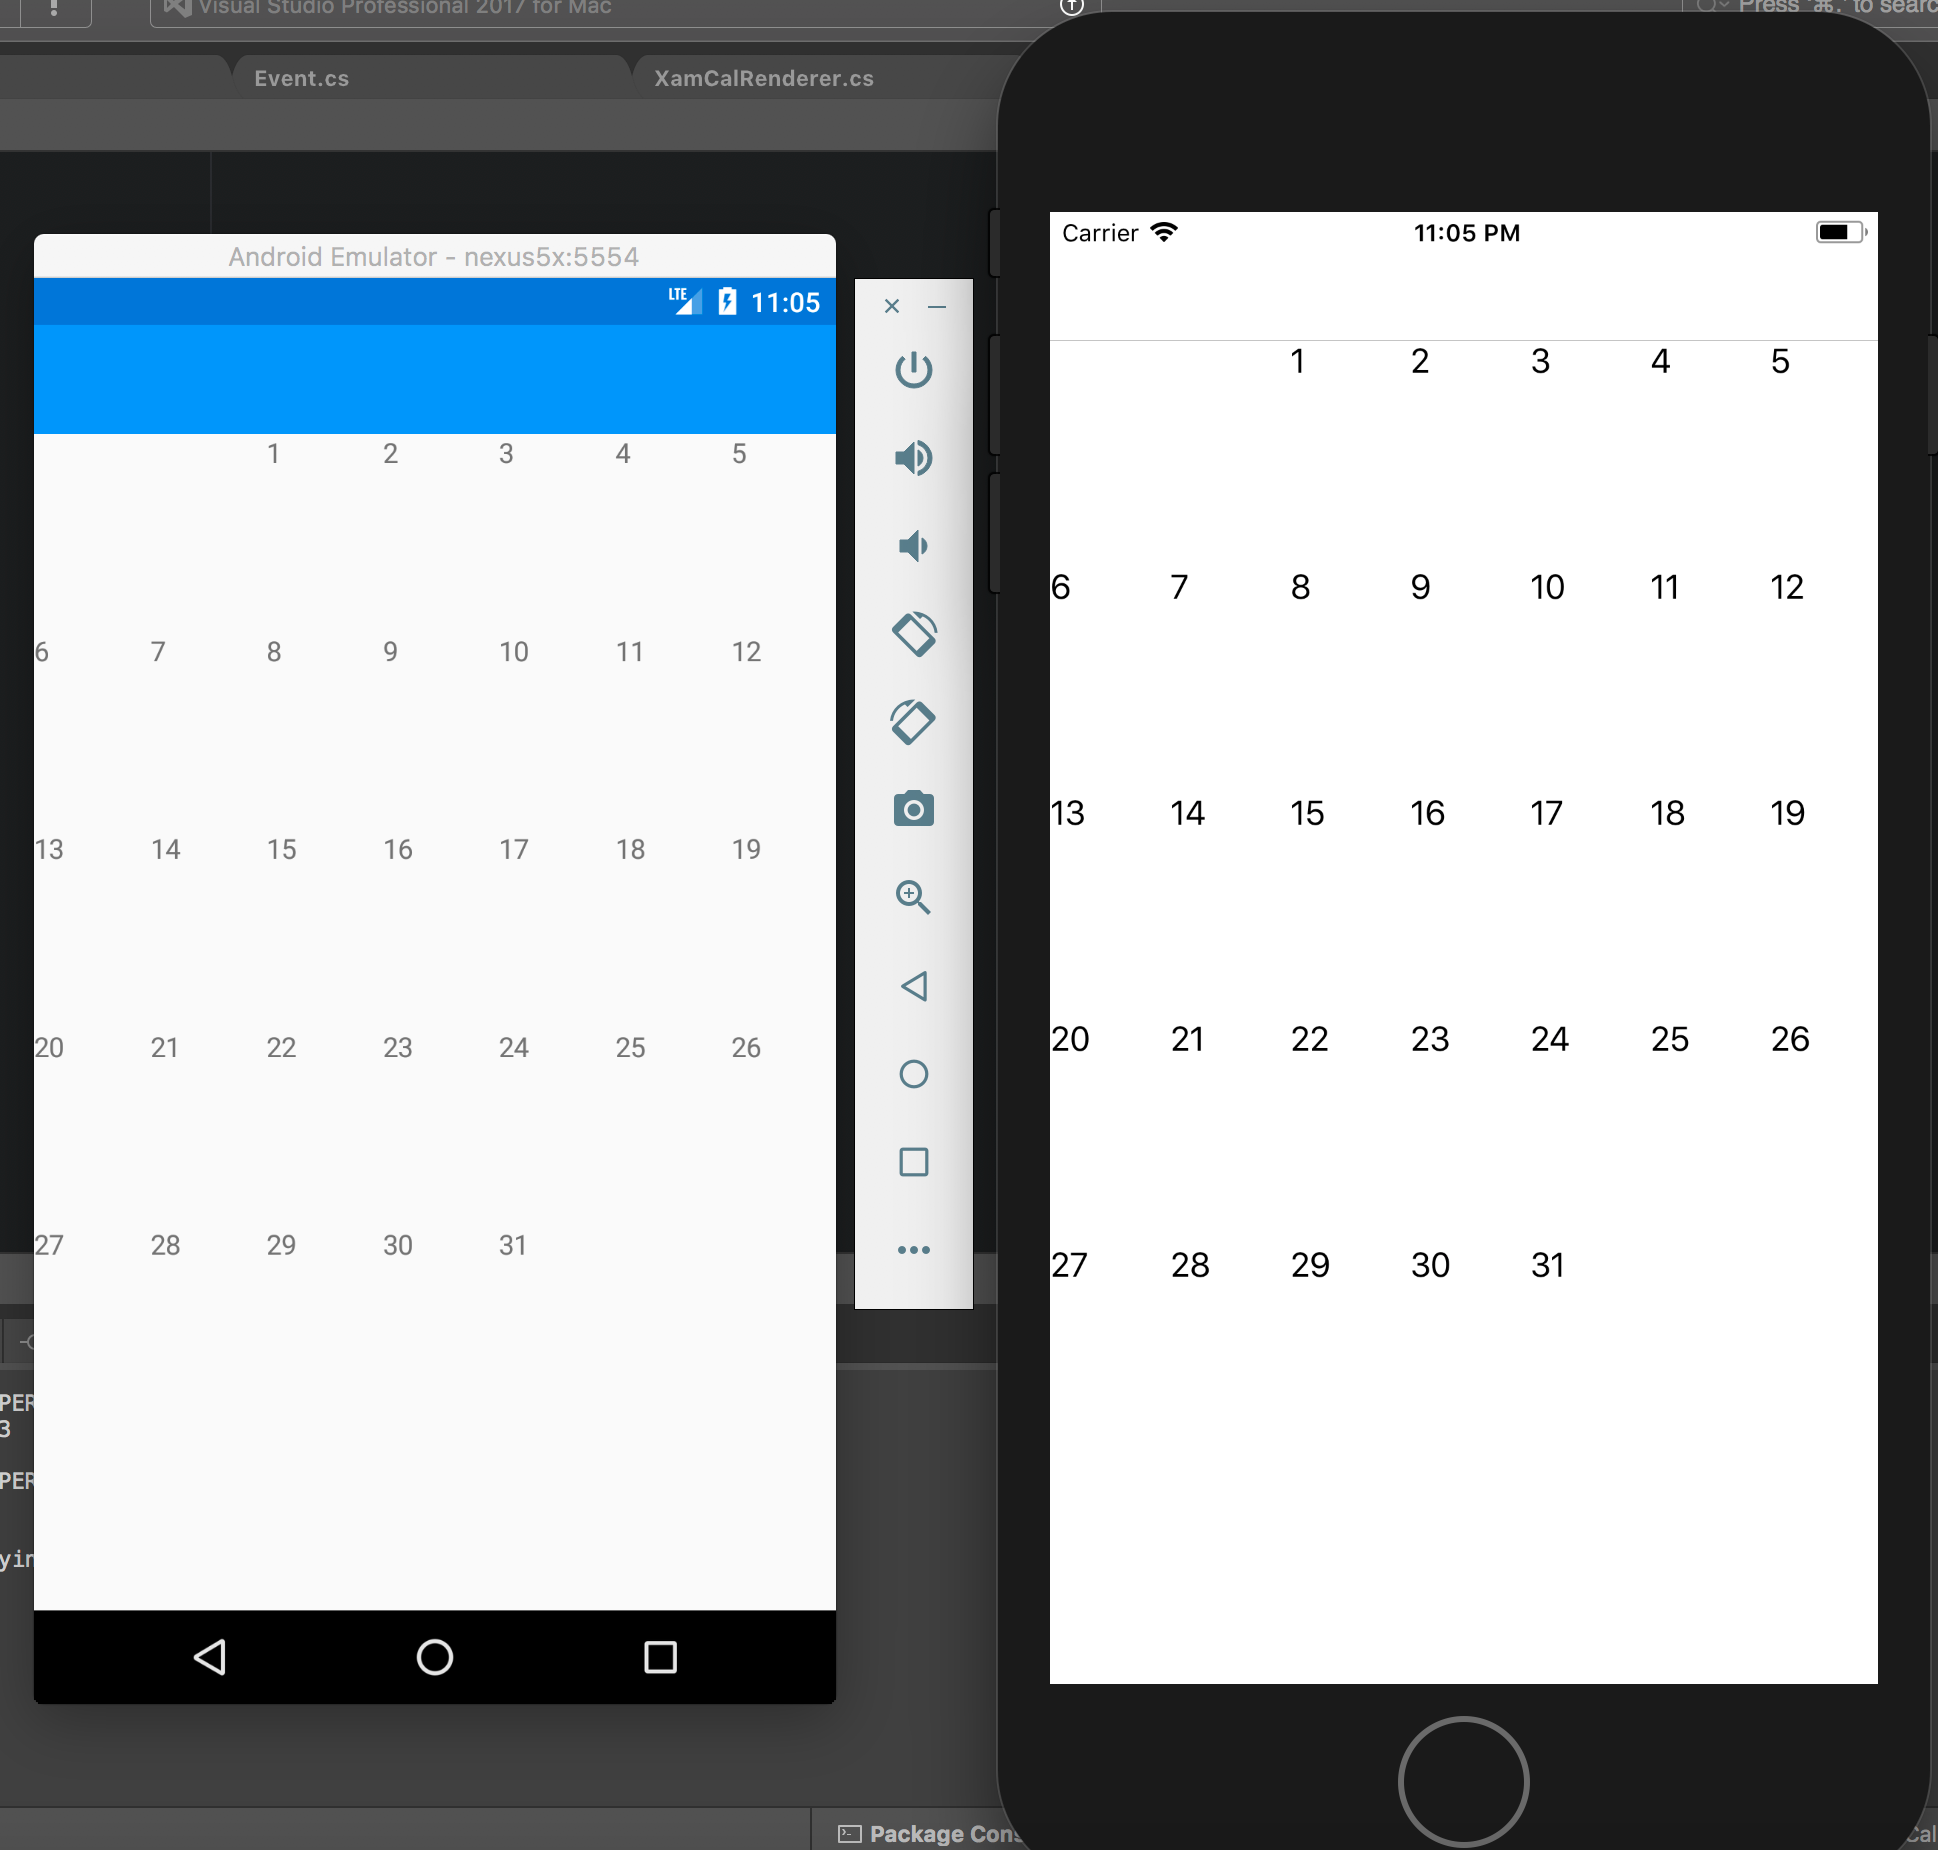 Visual Studio Professional 2017 for Mac
Press '⌘.' to searc
Event.cs
XamCalRenderer.cs
Android Emulator - nexus5x:5554
LTE 11:05
1 2 3 4 5
6 7 8 9 10 11 12
13 14 15 16 17 18 19
20 21 22 23 24 25 26
27 28 29 30 31
Carrier 11:05 PM
1 2 3 4 5
6 7 8 9 10 11 12
13 14 15 16 17 18 19
20 21 22 23 24 25 26
27 28 29 30 31
PER
3
PER
yin
Package Cons
Cal